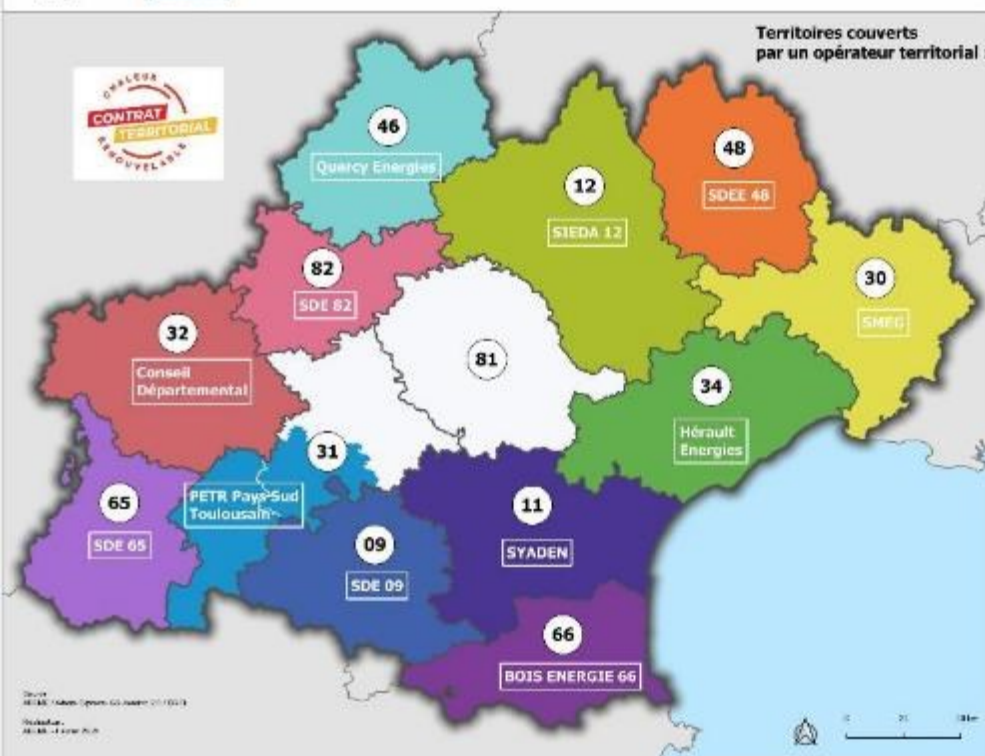 Territoires couverts
par un opérateur territorial :
CHALEUR
CONTRAT
TERRITORIAL
RENOUVELABLE
46
Quercy Energies
48
SDEE 48
12
SIEDA 12
82
SDE 82
30
SMEG
32
Conseil
Départemental
81
34
Hérault
Energies
31
PETR Pays Sud
Toulousain
65
SDE 65
11
SYADEN
09
SDE 09
66
BOIS ENERGIE 66
0